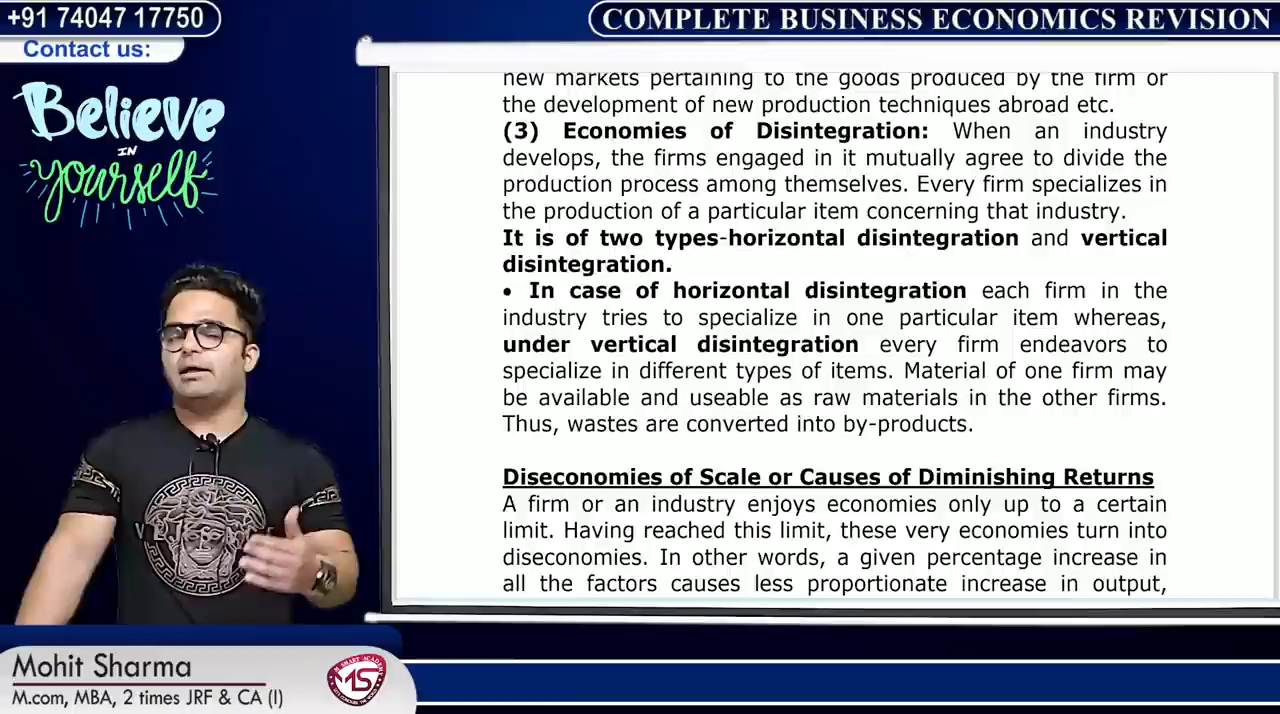 +91 74047 17750
Contact us:
COMPLETE BUSINESS ECONOMICS REVISION
Believe
IN
yourself
new markets pertaining to the goods produced by the firm or
the development of new production techniques abroad etc.
(3) Economies of Disintegration: When an industry
develops, the firms engaged in it mutually agree to divide the
production process among themselves. Every firm specializes in
the production of a particular item concerning that industry.
It is of two types-horizontal disintegration and vertical
disintegration.
• In case of horizontal disintegration each firm in the
industry tries to specialize in one particular item whereas,
under vertical disintegration every firm endeavors to
specialize in different types of items. Material of one firm may
be available and useable as raw materials in the other firms.
Thus, wastes are converted into by-products.
Diseconomies of Scale or Causes of Diminishing Returns
A firm or an industry enjoys economies only up to a certain
limit. Having reached this limit, these very economies turn into
diseconomies. In other words, a given percentage increase in
all the factors causes less proportionate increase in output,
Mohit Sharma
M.com, MBA, 2 times JRF & CA (I)
MS